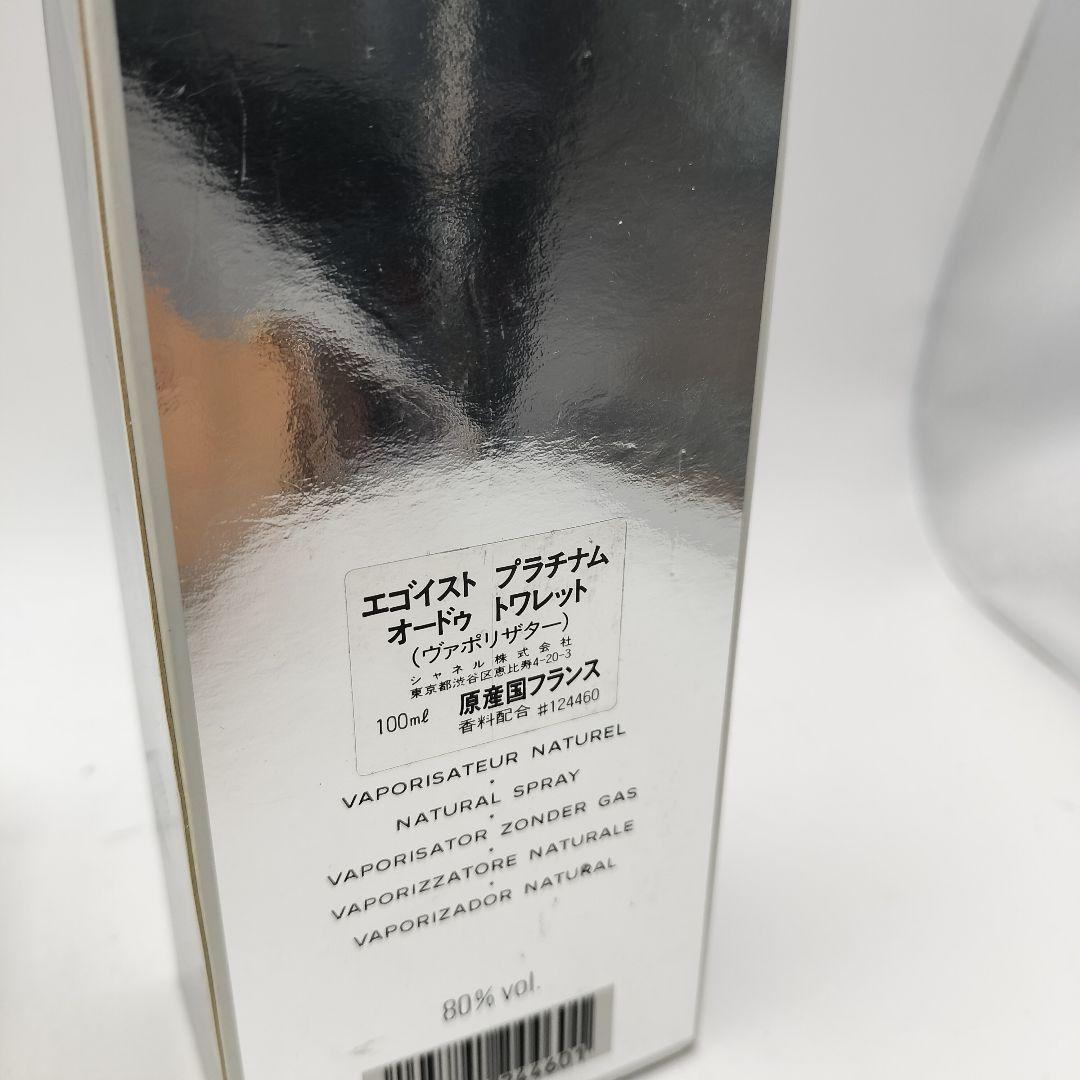 エゴイスト プラチナム
オードゥ トワレット
(ヴァポリザター)
シャネル株式会社
東京都渋谷区恵比寿4-20-3
100mℓ 原産国フランス
香料配合 #124460
VAPORISATEUR NATUREL
•
NATURAL SPRAY
•
VAPORISATOR ZONDER GAS
•
VAPORIZZATORE NATURALE
•
VAPORIZADOR NATURAL
80% vol.
244601